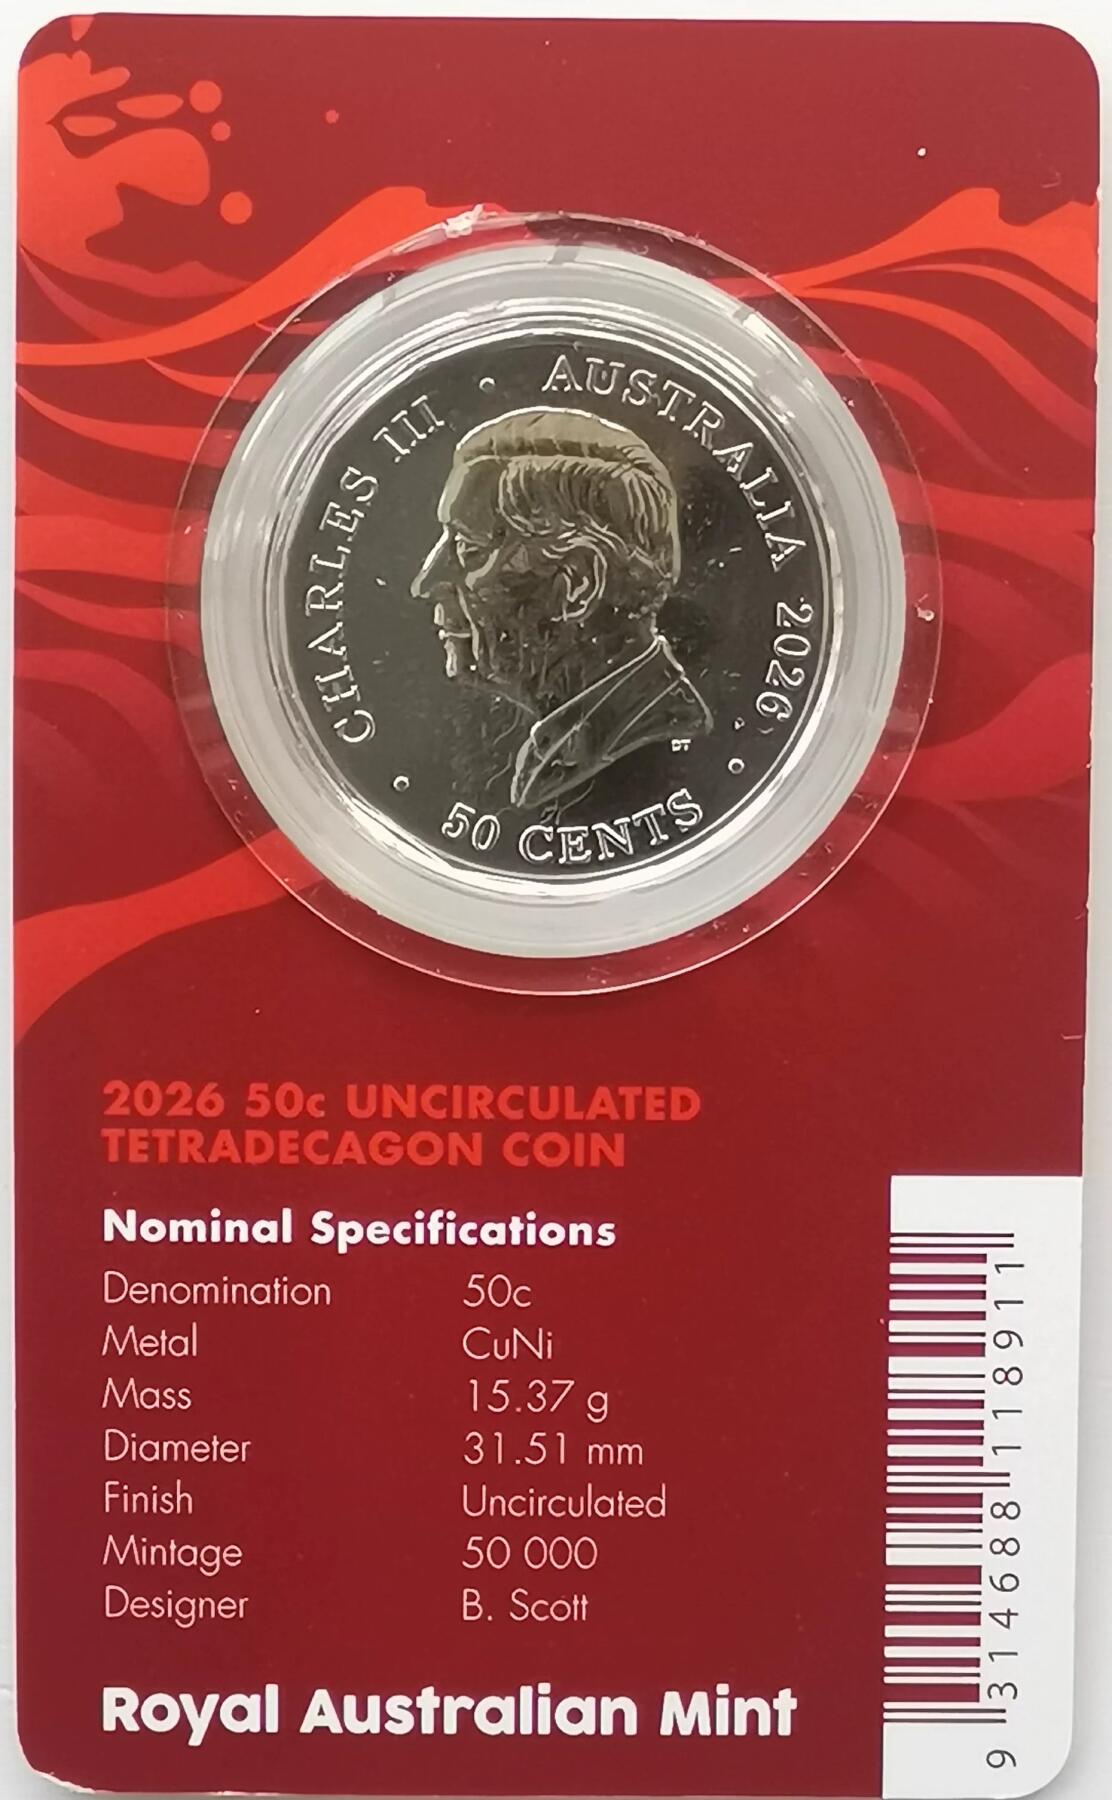 CHARLES III • AUSTRALIA 2026
50 CENTS
DT
2026 50c UNCIRCULATED
TETRADECAGON COIN
Nominal Specifications
Denomination 50c
Metal CuNi
Mass 15.37 g
Diameter 31.51 mm
Finish Uncirculated
Mintage 50 000
Designer B. Scott
Royal Australian Mint
9 314688 118911